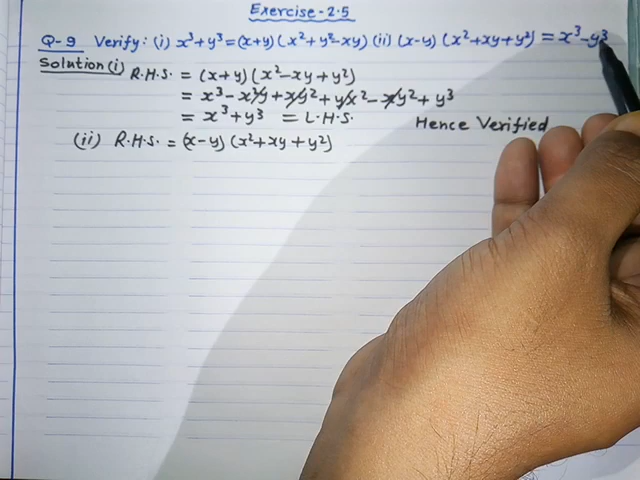 Exercise-2.5
Q-9 Verify: (i) x³+y³=(x+y)(x²+y²-xy) (ii) (x-y)(x²+xy+y²) = x³-y³
Solution(i) R.H.S. = (x+y)(x²-xy+y²)
= x³-x²y+xy²+yx²-xy²+y³
= x³+y³ = L.H.S. Hence Verified
(ii) R.H.S. = (x-y)(x²+xy+y²)